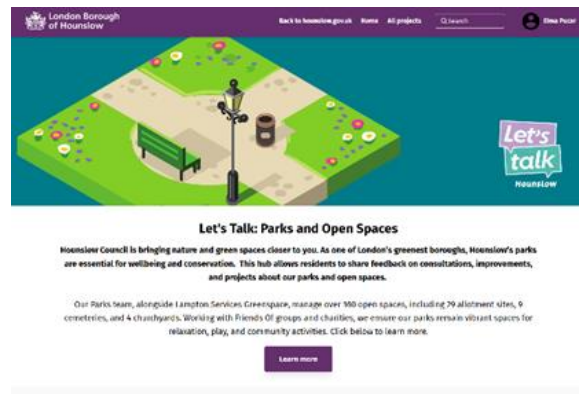 London Borough
of Hounslow
Back to hounslow.gov.uk Home All projects Search
Let's
talk
Hounslow
Let's Talk: Parks and Open Spaces
Hounslow Council is bringing nature and green spaces closer to you. As one of London's greenest boroughs, Hounslow's parks
are essential for wellbeing and conservation. This hub allows residents to share feedback on consultations, improvements,
and projects about our parks and open spaces.
Our Parks team, alongside Lampton Services Greenspace, manage over open spaces, including 29 allotment sites, 9
cemeteries, and 4 churchyards. Working with Friends Of groups and charities, we ensure our parks remain vibrant spaces for
relaxation, play, and community activities. Click below to learn more.
Learn more